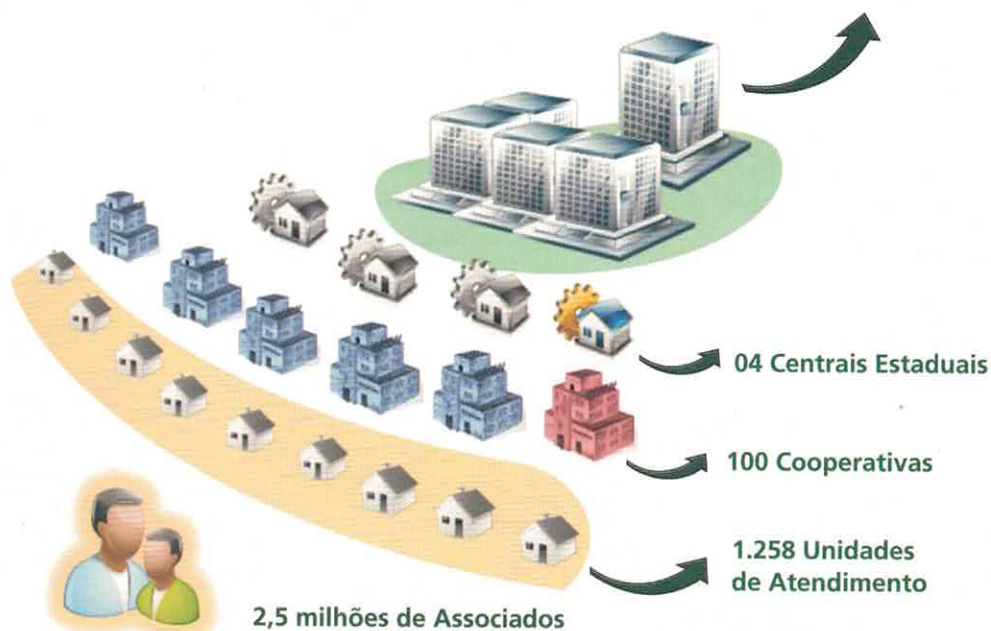 04 Centrais Estaduais
100 Cooperativas
1.258 Unidades
de Atendimento
2,5 milhões de Associados